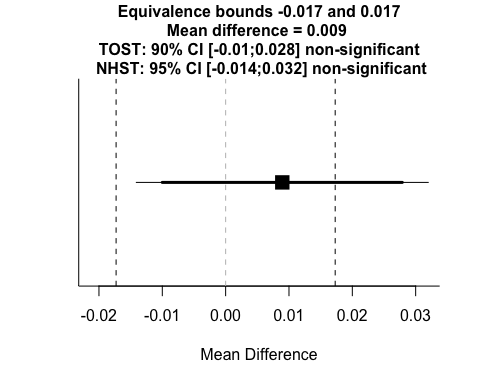 Equivalence bounds -0.017 and 0.017
Mean difference = 0.009
TOST: 90% CI [-0.01;0.028] non-significant
NHST: 95% CI [-0.014;0.032] non-significant
-0.02 -0.01 0.00 0.01 0.02 0.03
Mean Difference